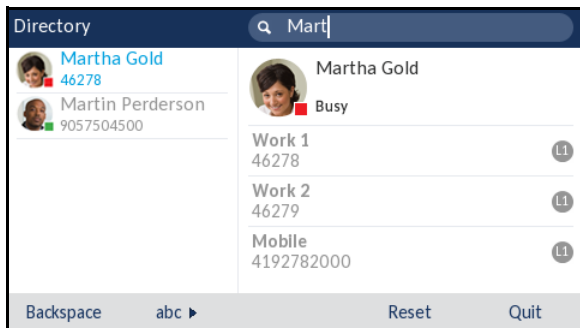 Directory
Mart
Martha Gold
46278
Martin Perderson
9057504500
Martha Gold
Busy
Work 1
46278
L1
Work 2
46279
L1
Mobile
4192782000
L1
Backspace abc Reset Quit